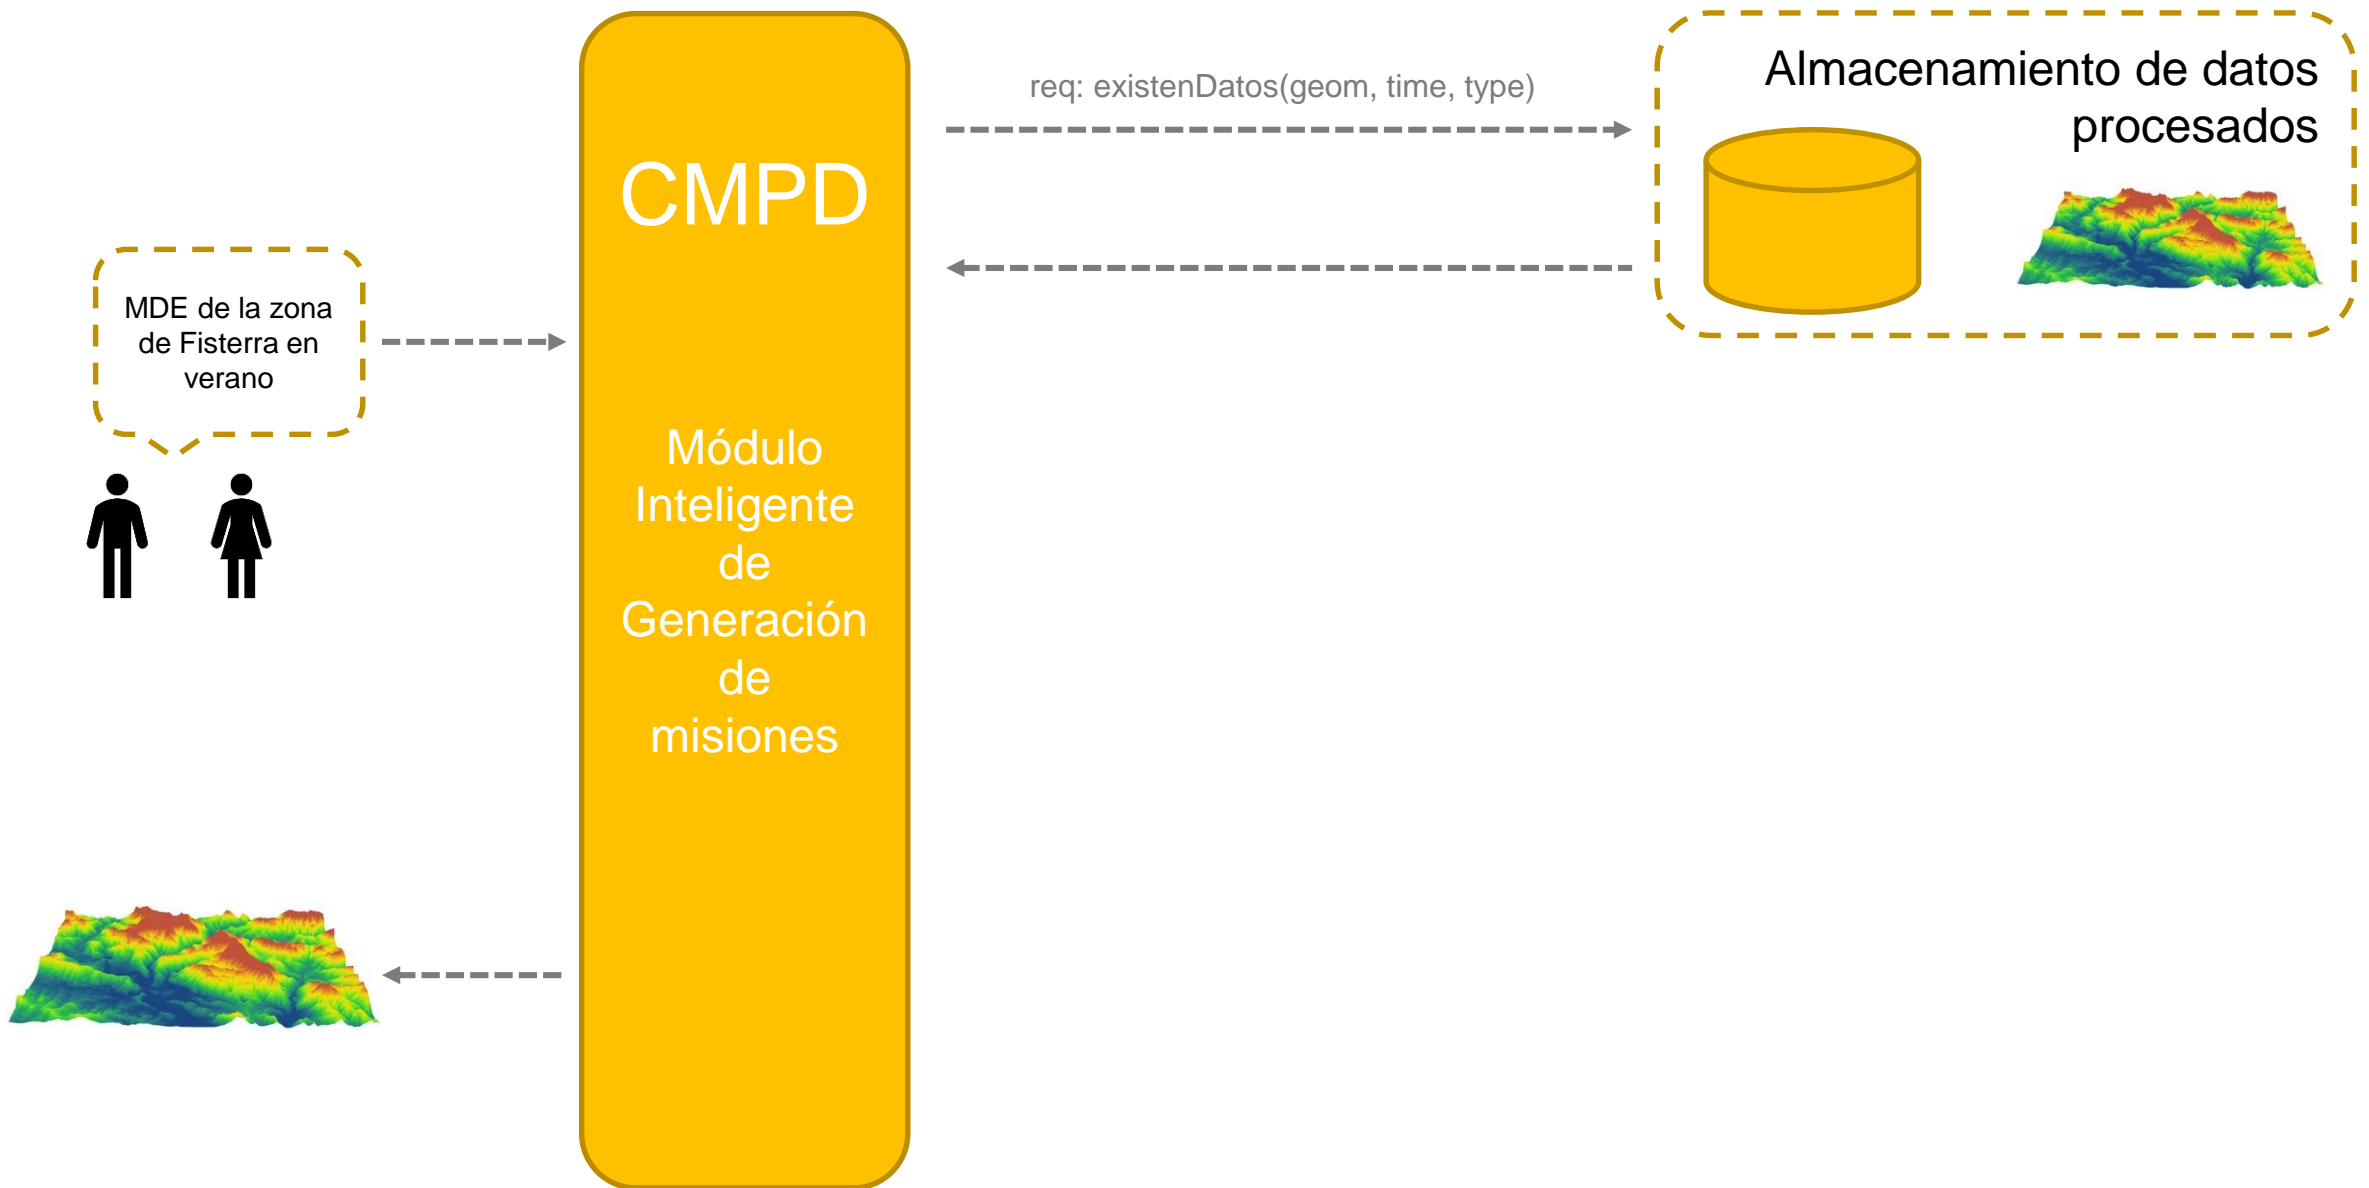 MDE de la zona
de Fisterra en
verano
CMPD
Módulo
Inteligente
de
Generación
de
misiones
req: existenDatos(geom, time, type)
Almacenamiento de datos
procesados